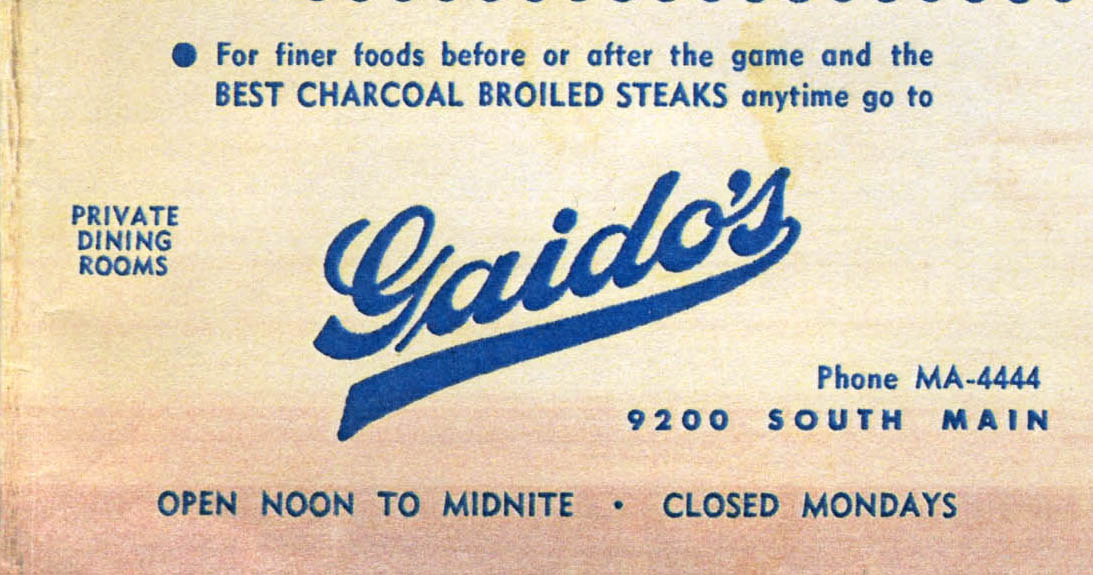 ● For finer foods before or after the game and the
BEST CHARCOAL BROILED STEAKS anytime go to
Gaido's
PRIVATE
DINING
ROOMS
Phone MA-4444
9200 SOUTH MAIN
OPEN NOON TO MIDNITE • CLOSED MONDAYS